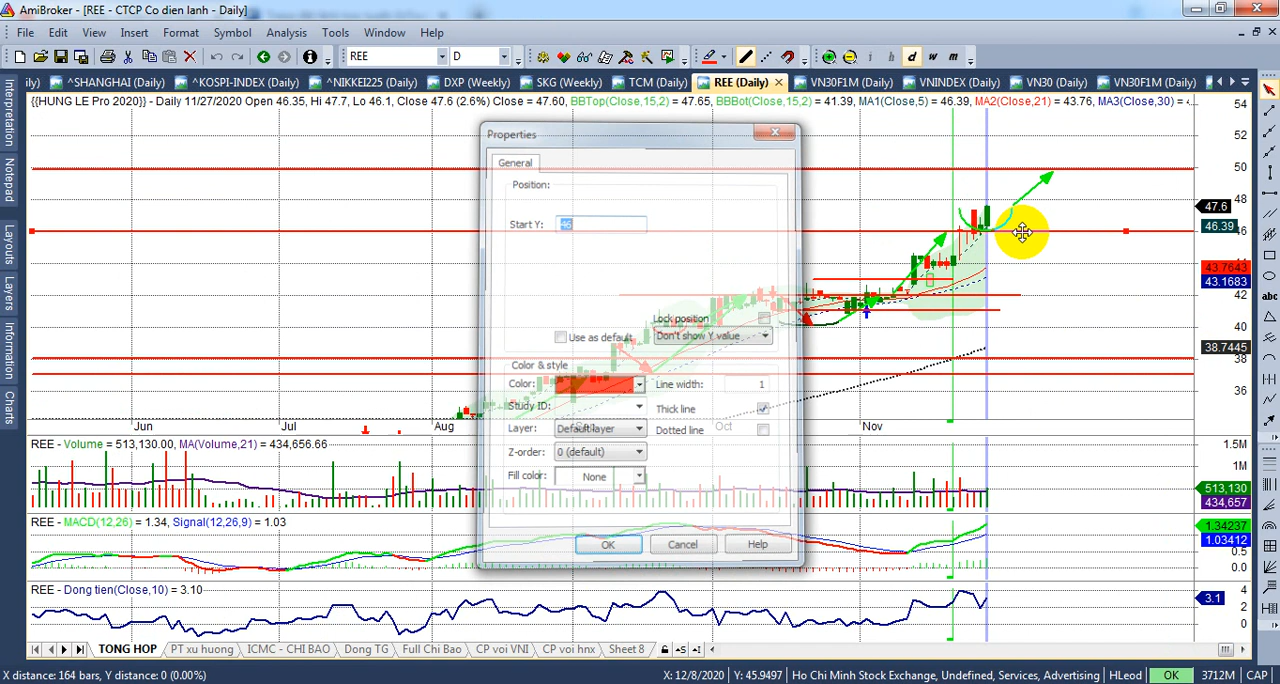 AmiBroker - [REE - CTCP Co dien lanh - Daily]
File Edit View Insert Format Symbol Analysis Tools Window Help
REE D i h d w m
ily) ^SHANGHAI (Daily) ^KOSPI-INDEX (Daily) ^NIKKEI225 (Daily) DXP (Weekly) SKG (Weekly) TCM (Daily) REE (Daily) VN30F1M (Daily) VNINDEX (Daily) VN30 (Daily) VN30F1M (Daily)
{{HUNG LE Pro 2020}} - Daily 11/27/2020 Open 46.35, Hi 47.7, Lo 46.1, Close 47.6 (2.6%) Close = 47.60, BBTop(Close,15,2) = 47.65, BBBot(Close,15,2) = 41.39, MA1(Close,5) = 46.39, MA2(Close,21) = 43.76, MA3(Close,30) =
Interpretation
Notepad
Layouts
Layers
Information
Charts
54
52
50
48
47.6
46.39
46
44
43.7643
43.1683
42
40
38.7445
38
36
Properties
General
Position:
Start Y: 46
Lock position
Use as default
Don't show Y value
Color & style
Color:
Line width: 1
Study ID:
Thick line
Layer: Default layer
Dotted line
Z-order: 0 (default)
Fill color: None
OK Cancel Help
Jun Jul Aug Oct Nov
REE - Volume = 513,130.00, MA(Volume,21) = 434,656.66
1.5M
1M
513,130
434,657
REE - MACD(12,26) = 1.34, Signal(12,26,9) = 1.03
1.34237
1.03412
0.5
0.0
REE - Dong tien(Close,10) = 3.10
4
3.1
2
0
TONG HOP PT xu huong ICMC - CHI BAO Dong TG Full Chi Bao CP voi VNI CP voi hnx Sheet 8
X distance: 164 bars, Y distance: 0 (0.00%) X: 12/8/2020 Y: 45.9497 Ho Chi Minh Stock Exchange, Undefined, Services, Advertising HLeod OK 3712M CAP